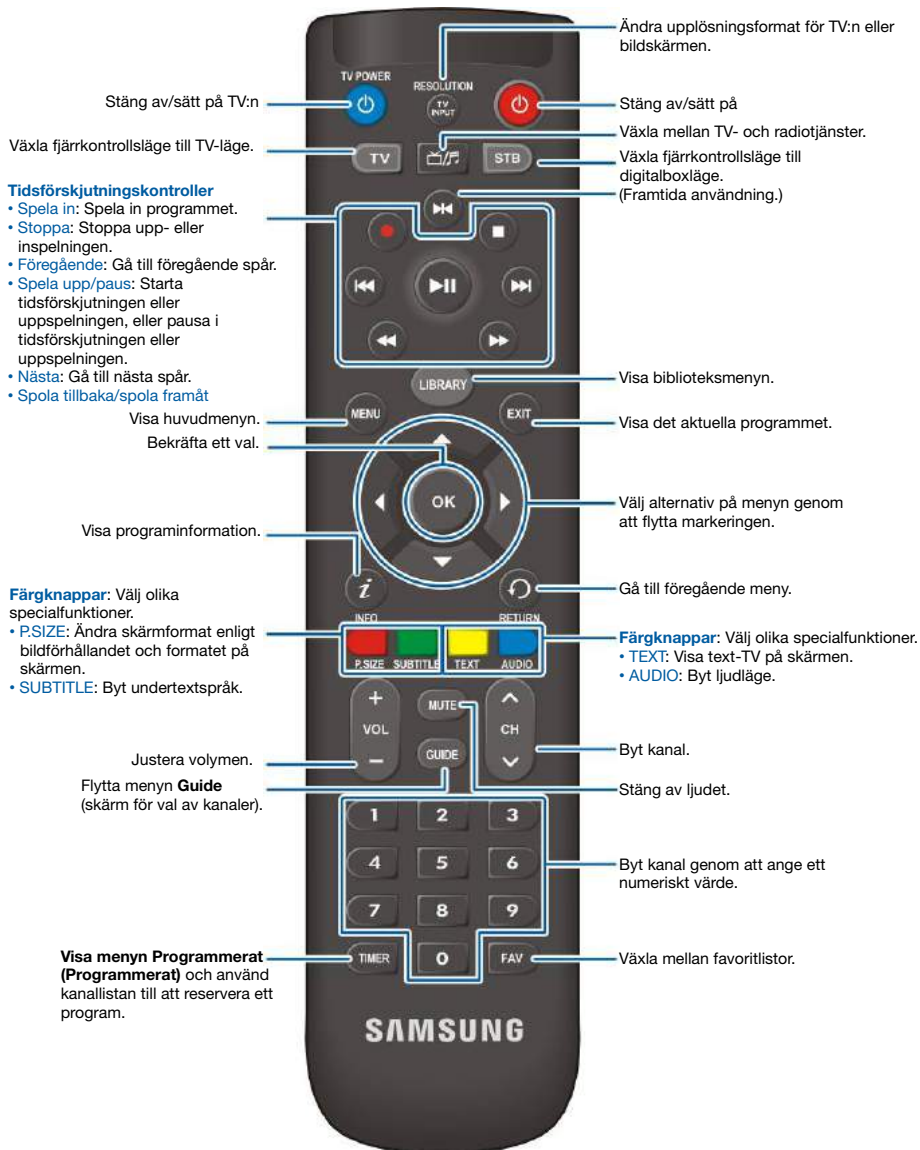 Ändra upplösningsformat för TV:n eller
bildskärmen.
TV POWER
RESOLUTION
TV
INPUT
Stäng av/sätt på TV:n
Stäng av/sätt på
Växla mellan TV- och radiotjänster.
Växla fjärrkontrollsläge till TV-läge.
TV
STB
Växla fjärrkontrollsläge till
digitalboxläge.
(Framtida användning.)
Tidsförskjutningskontroller
• Spela in: Spela in programmet.
• Stoppa: Stoppa upp- eller
inspelningen.
• Föregående: Gå till föregående spår.
• Spela upp/paus: Starta
tidsförskjutningen eller
uppspelningen, eller pausa i
tidsförskjutningen eller
uppspelningen.
• Nästa: Gå till nästa spår.
• Spola tillbaka/spola framåt
LIBRARY
Visa biblioteksmenyn.
MENU
EXIT
Visa huvudmenyn.
Visa det aktuella programmet.
Bekräfta ett val.
OK
Välj alternativ på menyn genom
att flytta markeringen.
Visa programinformation.
i
Gå till föregående meny.
INFO
RETURN
Färgknappar: Välj olika
specialfunktioner.
• P.SIZE: Ändra skärmformat enligt
bildförhållandet och formatet på
skärmen.
• SUBTITLE: Byt undertextspråk.
P.SIZE SUBTITLE TEXT AUDIO
Färgknappar: Välj olika specialfunktioner.
• TEXT: Visa text-TV på skärmen.
• AUDIO: Byt ljudläge.
+
VOL
−
MUTE
CH
GUIDE
Justera volymen.
Byt kanal.
Flytta menyn Guide
(skärm för val av kanaler).
Stäng av ljudet.
1 2 3
4 5 6
7 8 9
0
Byt kanal genom att ange ett
numeriskt värde.
TIMER
FAV
Visa menyn Programmerat
(Programmerat) och använd
kanallistan till att reservera ett
program.
Växla mellan favoritlistor.
SAMSUNG